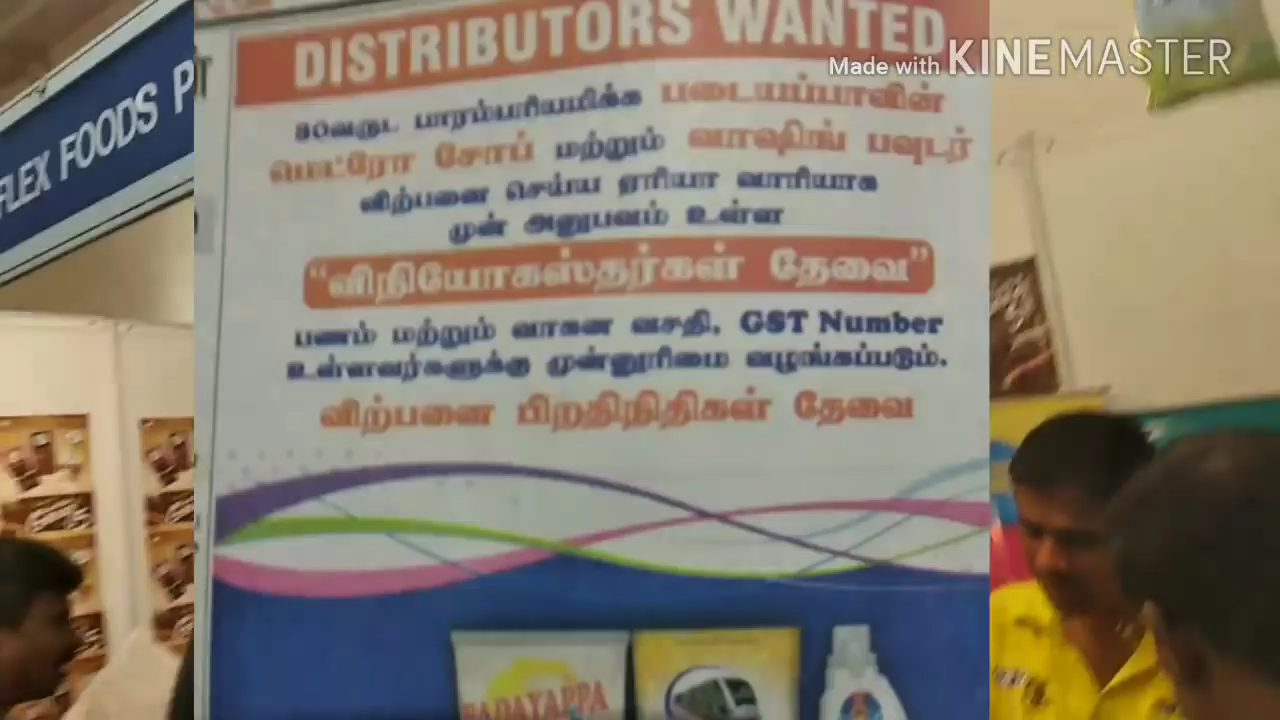 DISTRIBUTORS WANTED
Made with KINEMASTER
FLEX FOODS P
80வருட பாரம்பரியமிக்க படையப்பாவின்
மெட்ரோ சோப் மற்றும் வாஷிங் பவுடர்
விற்பனை செய்ய ஏரியா வாரியாக
முன் அனுபவம் உள்ள
"விநியோகஸ்தர்கள் தேவை"
பணம் மற்றும் வாகன வசதி, GST Number
உள்ளவர்களுக்கு முன்னுரிமை வழங்கப்படும்.
விற்பனை பிரதிநிதிகள் தேவை
PADAYAPPA